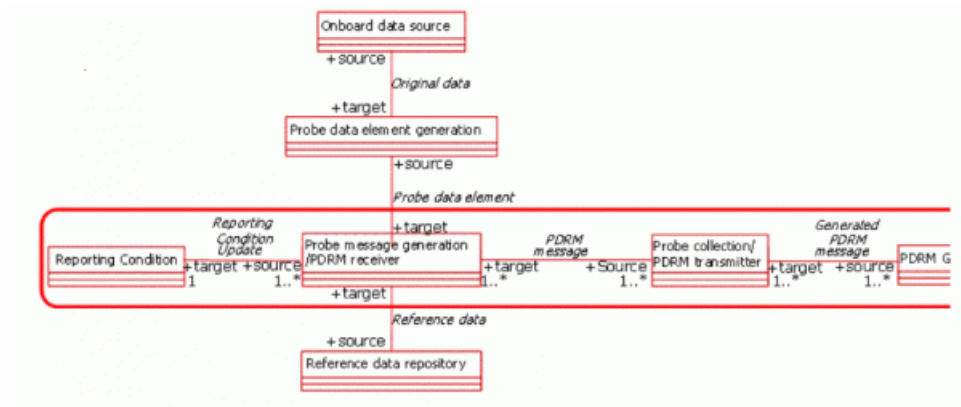 Onboard data source
+source
Original data
+target
Probe data element generation
+source
Probe data element
+target
Reporting
Condition
Update
PDRM
message
Generated
PDRM
message
Reporting Condition
Probe message generation
/PDRM receiver
Probe collection/
PDRM transmitter
PDRM G
+target +source
1 1..*
+target +Source
1..* 1..*
+target +source
1..* 1..*
+target
Reference data
+source
Reference data repository